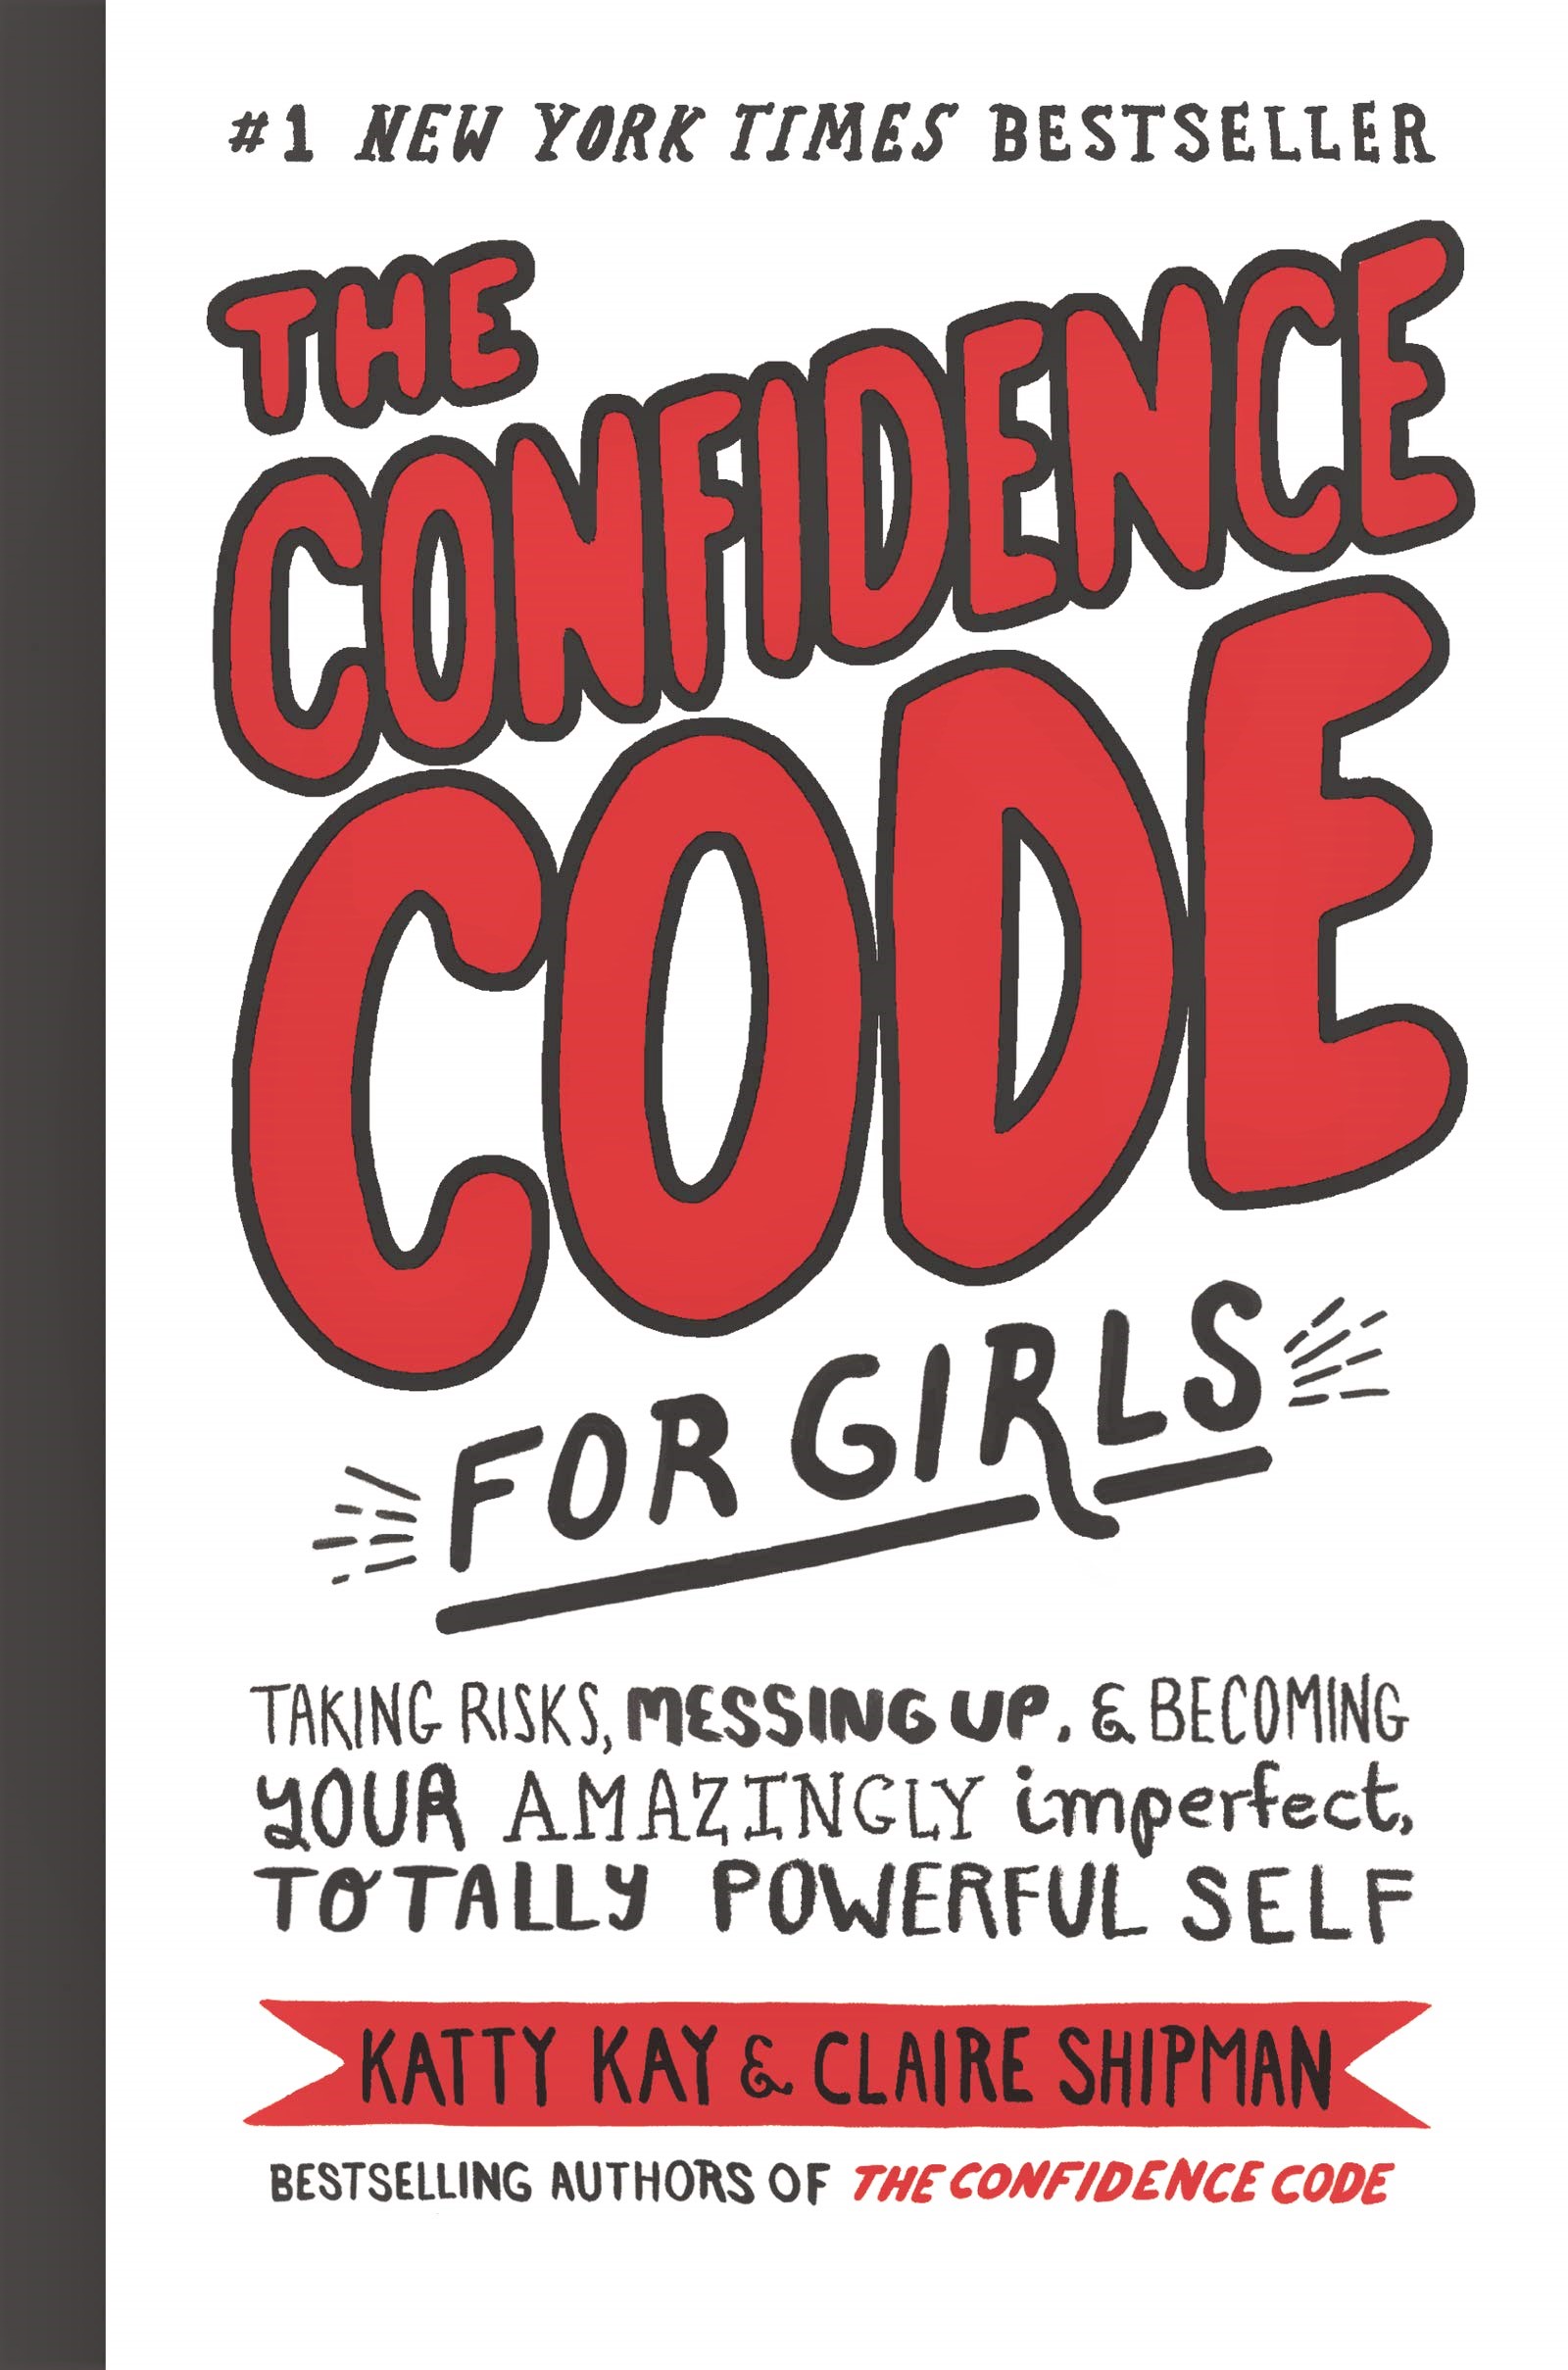 #1 NEW YORK TIMES BESTSELLER
THE
CONFIDENCE
CODE
FOR GIRLS
TAKING RISKS, MESSING UP, & BECOMING
YOUR AMAZINGLY imperfect,
TOTALLY POWERFUL SELF
KATTY KAY & CLAIRE SHIPMAN
BESTSELLING AUTHORS OF THE CONFIDENCE CODE